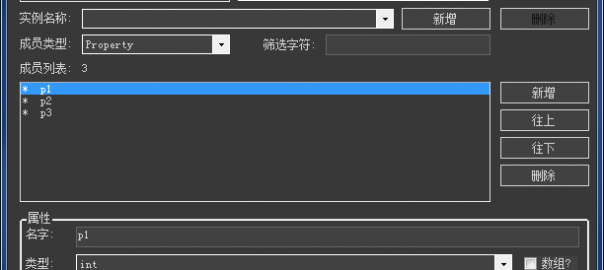 实例名称: 新增 删除
成员类型: Property 筛选字符:
成员列表: 3
* p1 新增
* p2
* p3 往上
往下
删除
属性
名字: p1
类型: int 数组?